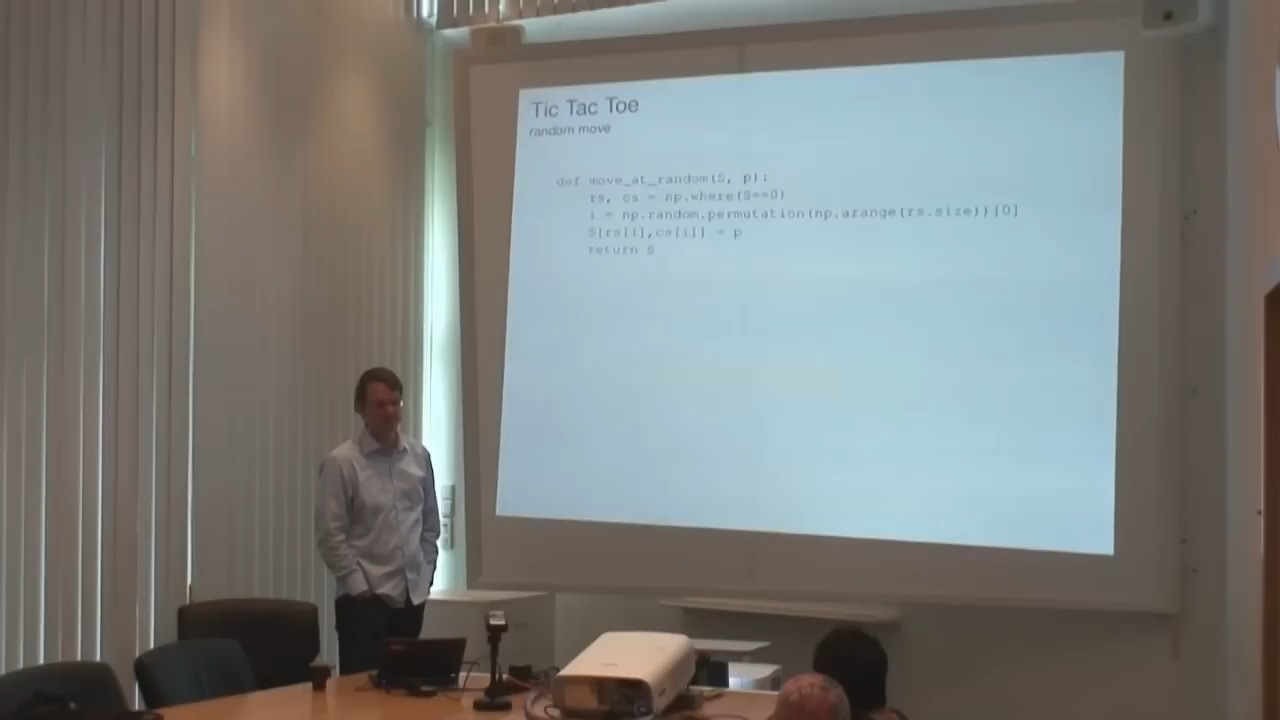 Tic Tac Toe
random move
def move_at_random(S, p):
rs, cs = np.where(S==0)
i = np.random.permutation(np.arange(rs.size))[0]
S[rs[i],cs[i]] = p
return S